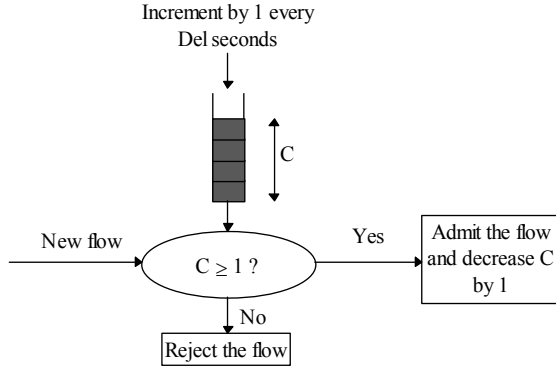 Increment by 1 every
Del seconds
C
New flow
C ≥ 1 ?
Yes
Admit the flow
and decrease C
by 1
No
Reject the flow